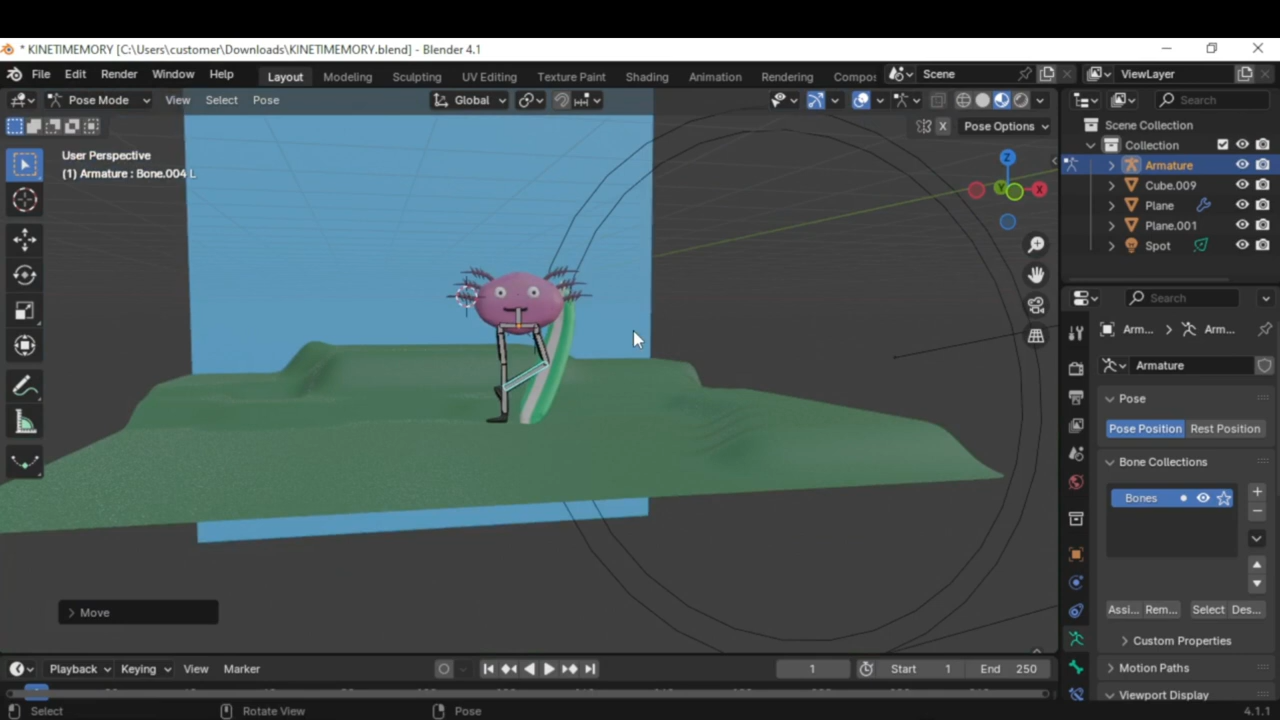 * KINETIMEMORY [C:\Users\customer\Downloads\KINETIMEMORY.blend] - Blender 4.1
File Edit Render Window Help Layout Modeling Sculpting UV Editing Texture Paint Shading Animation Rendering Compos Scene ViewLayer
Pose Mode View Select Pose Global Search
X Pose Options
Scene Collection
Collection
User Perspective
(1) Armature : Bone.004 L
Armature
Cube.009
Plane
Plane.001
Spot
Z
Y
X
Search
Arm... Arm...
Armature
Pose
Pose Position Rest Position
Bone Collections
Bones
Assi... Rem... Select Des...
Move
Custom Properties
Motion Paths
Viewport Display
Playback Keying View Marker 1 Start 1 End 250
Select Rotate View Pose 4.1.1